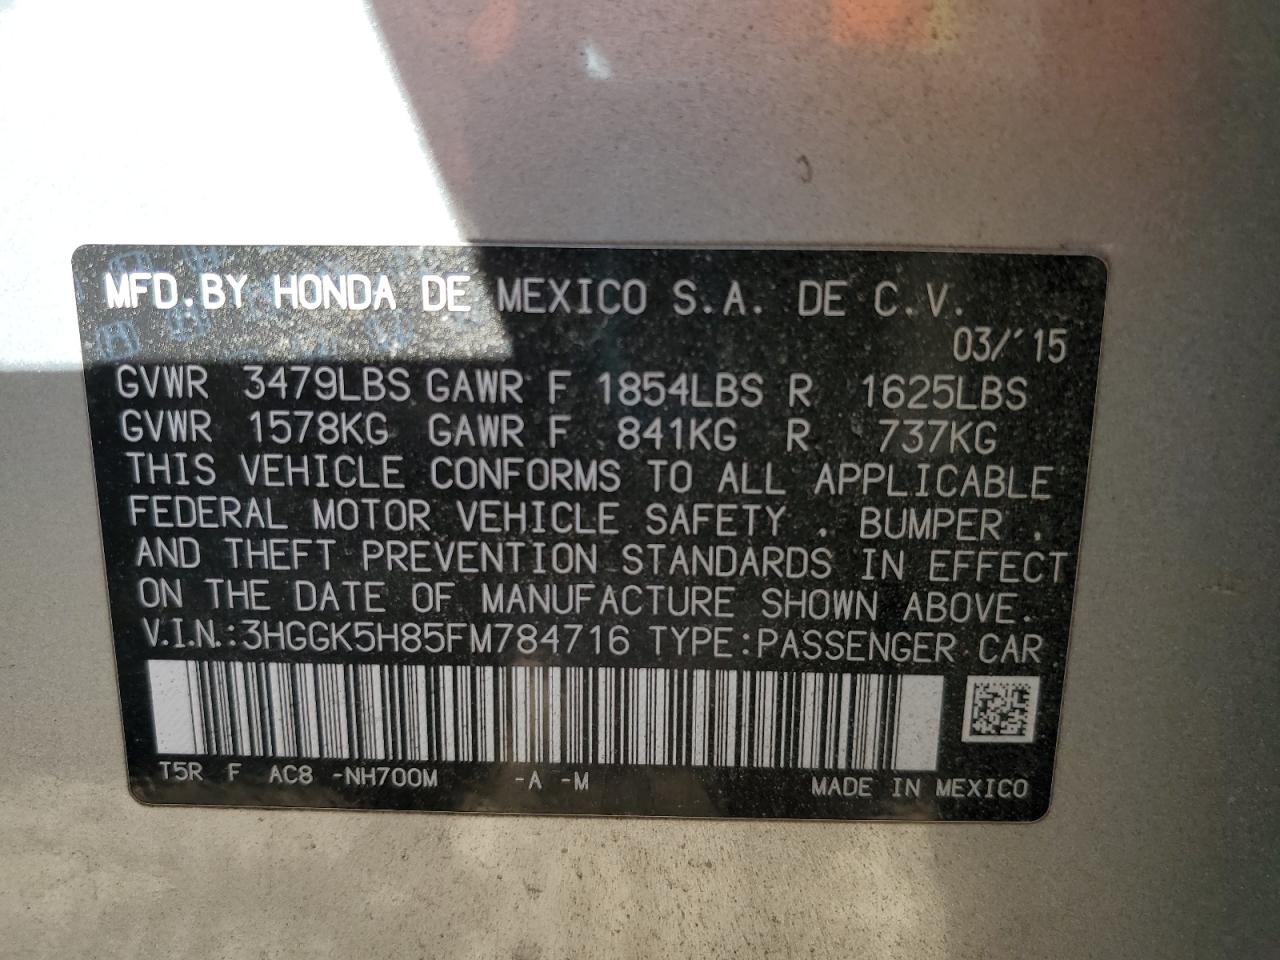 MFD.BY HONDA DE MEXICO S.A. DE C.V.
03/'15
GVWR 3479LBS GAWR F 1854LBS R 1625LBS
GVWR 1578KG GAWR F 841KG R 737KG
THIS VEHICLE CONFORMS TO ALL APPLICABLE
FEDERAL MOTOR VEHICLE SAFETY , BUMPER ,
AND THEFT PREVENTION STANDARDS IN EFFECT
ON THE DATE OF MANUFACTURE SHOWN ABOVE.
V.I.N.:3HGGK5H85FM784716 TYPE:PASSENGER CAR
T5R F AC8 -NH700M -A -M MADE IN MEXICO